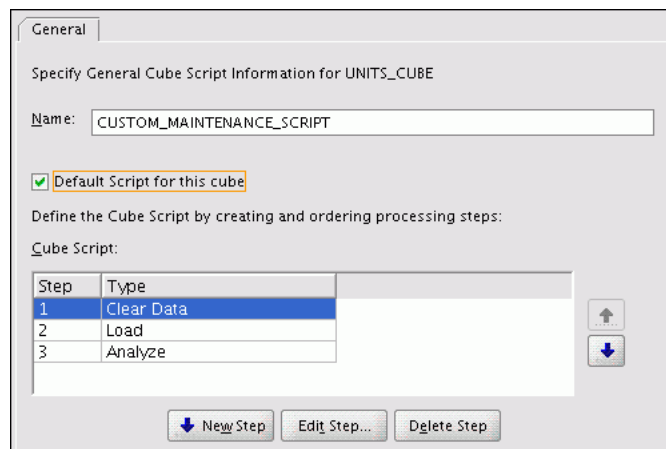 General
Specify General Cube Script Information for UNITS_CUBE
Name: CUSTOM_MAINTENANCE_SCRIPT
Default Script for this cube
Define the Cube Script by creating and ordering processing steps:
Cube Script:
Step Type
1 Clear Data
2 Load
3 Analyze
New Step Edit Step... Delete Step